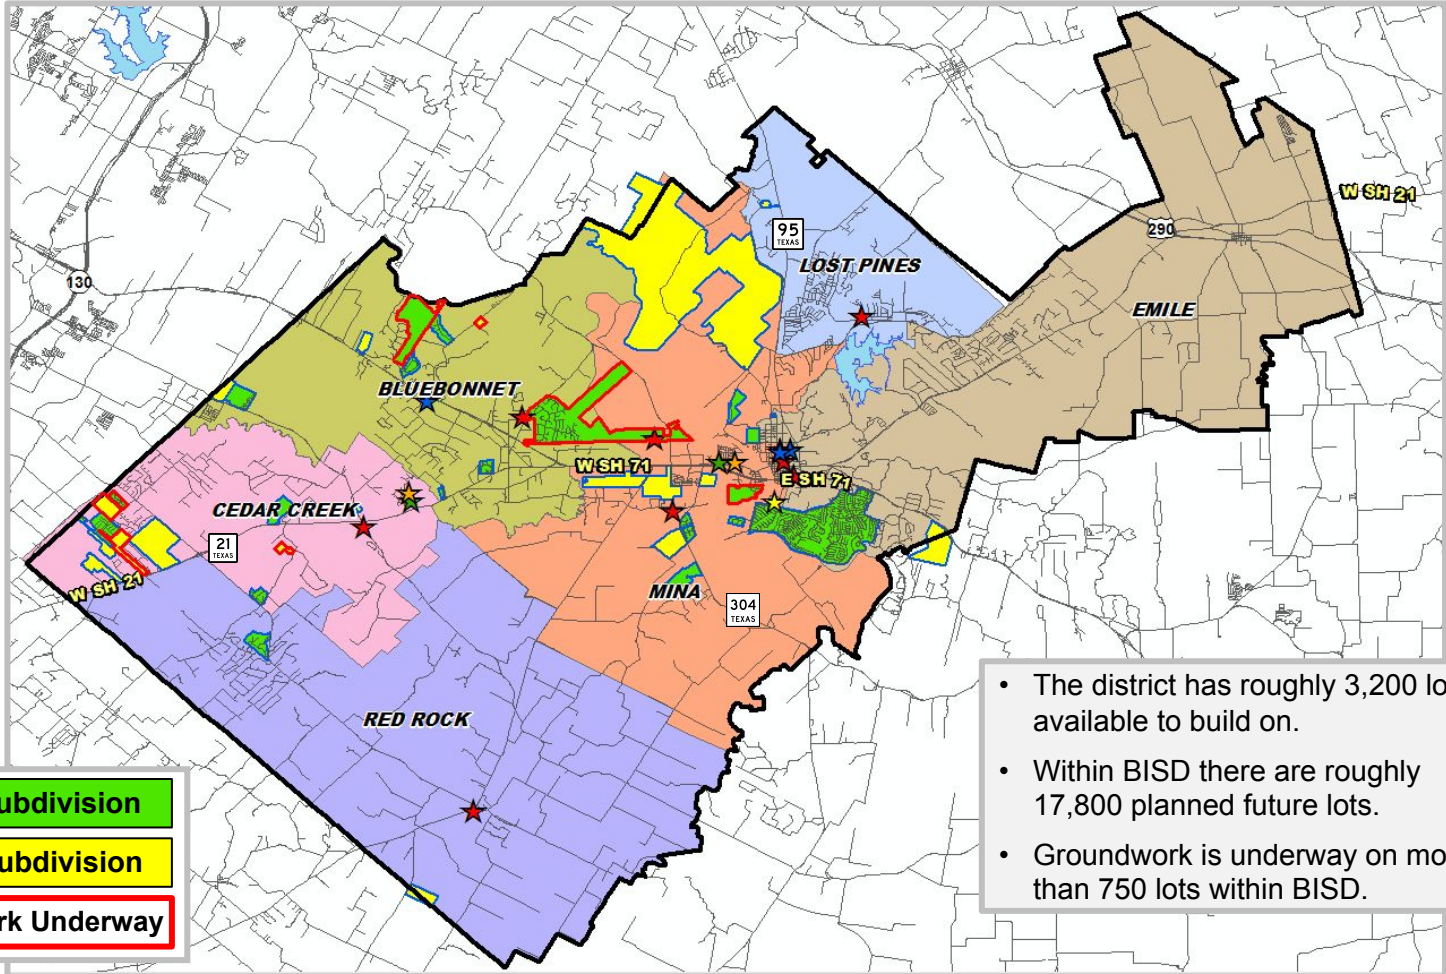 95
TEXAS
LOST PINES
W SH 21
290
EMILE
130
BLUEBONNET
W SH 71
E SH 71
CEDAR CREEK
21
TEXAS
W SH 21
MINA
304
TEXAS
RED ROCK
ubdivision
ubdivision
rk Underway
• The district has roughly 3,200 lo
available to build on.
• Within BISD there are roughly
17,800 planned future lots.
• Groundwork is underway on mo
than 750 lots within BISD.